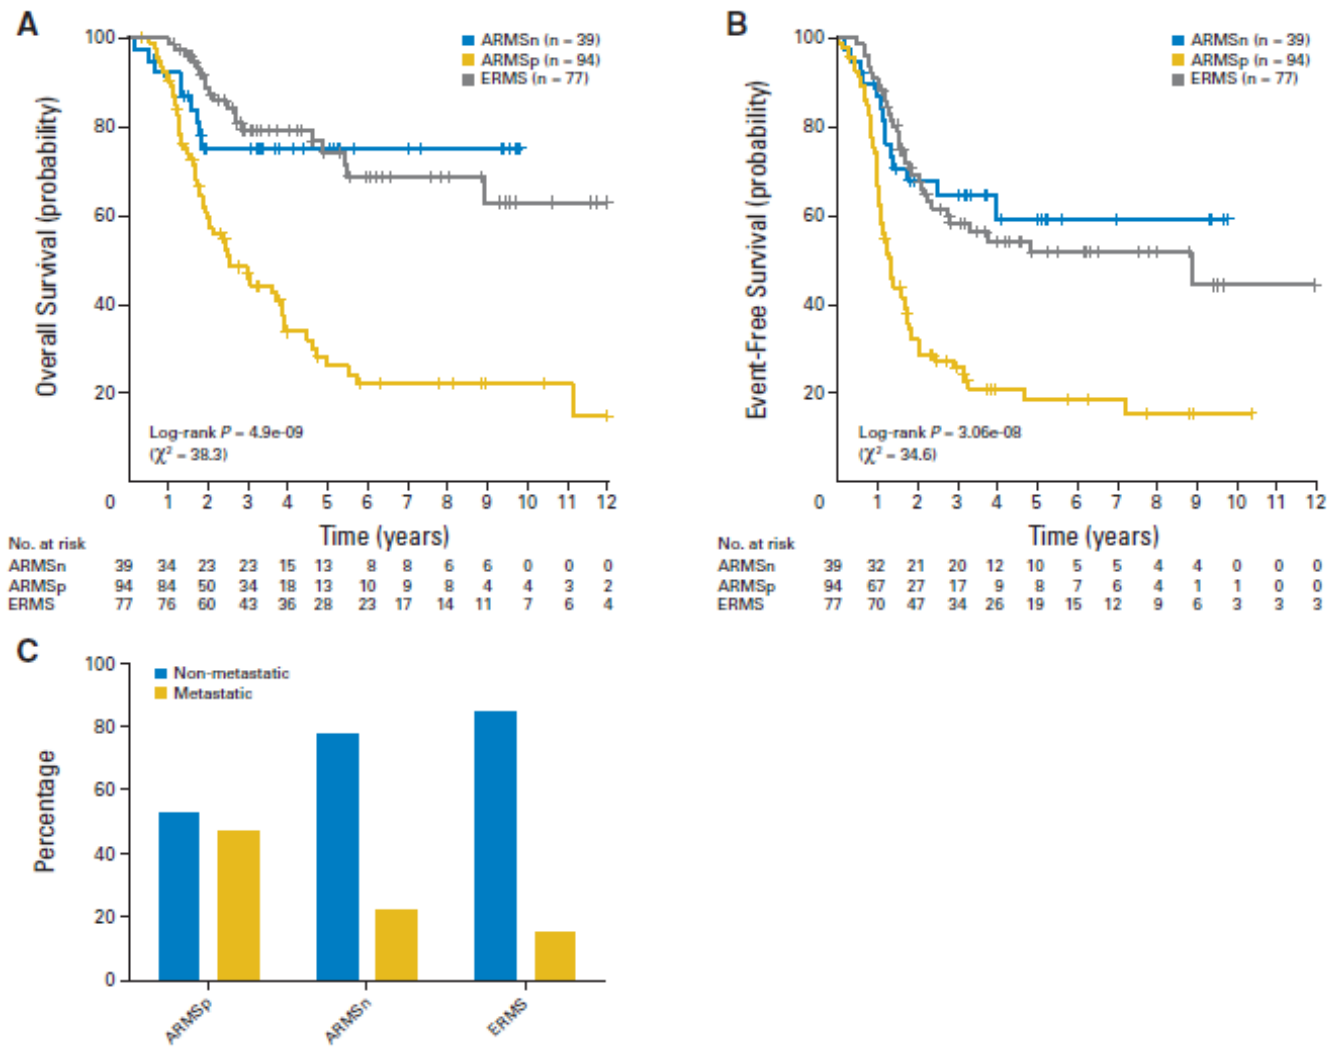 A
100
80
60
40
20
0
Overall Survival (probability)
ARMSn (n = 39)
ARMSp (n = 94)
ERMS (n = 77)
Log-rank P = 4.9e-09
(χ² = 38.3)
1 2 3 4 5 6 7 8 9 10 11 12
Time (years)
No. at risk
ARMSn 39 34 23 23 15 13 8 8 6 6 0 0 0
ARMSp 94 84 50 34 18 13 10 9 8 4 4 3 2
ERMS 77 76 60 43 36 28 23 17 14 11 7 6 4
B
100
80
60
40
20
0
Event-Free Survival (probability)
ARMSn (n = 39)
ARMSp (n = 94)
ERMS (n = 77)
Log-rank P = 3.06e-08
(χ² = 34.6)
1 2 3 4 5 6 7 8 9 10 11 12
Time (years)
No. at risk
ARMSn 39 32 21 20 12 10 5 5 4 4 0 0 0
ARMSp 94 67 27 17 9 8 7 6 4 1 1 0 0
ERMS 77 70 47 34 26 19 15 12 9 6 3 3 3
C
100
80
60
40
20
0
Percentage
Non-metastatic
Metastatic
ARMSp
ARMSn
ERMS